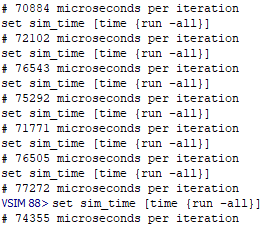 # 70884 microseconds per iteration
set sim_time [time {run -all}]
# 72102 microseconds per iteration
set sim_time [time {run -all}]
# 76543 microseconds per iteration
set sim_time [time {run -all}]
# 75292 microseconds per iteration
set sim_time [time {run -all}]
# 71771 microseconds per iteration
set sim_time [time {run -all}]
# 76505 microseconds per iteration
set sim_time [time {run -all}]
# 77272 microseconds per iteration
VSIM 88> set sim_time [time {run -all}]
# 74355 microseconds per iteration